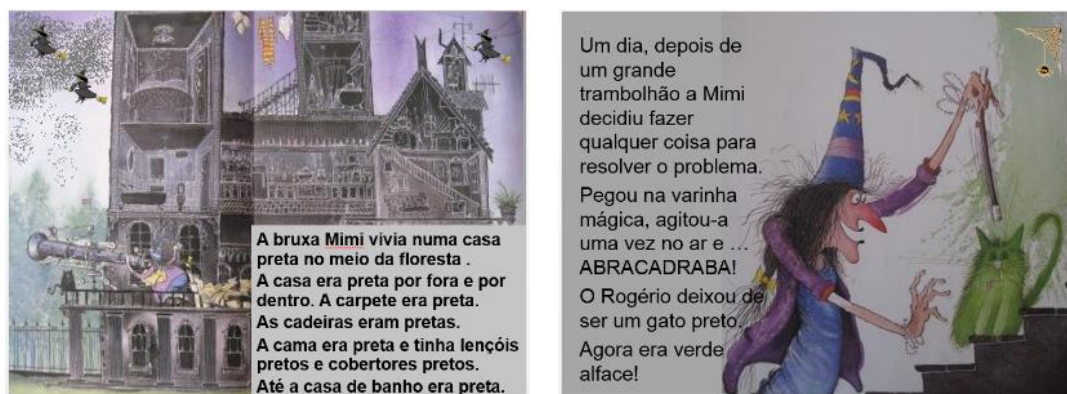 A bruxa Mimi vivia numa casa
preta no meio da floresta .
A casa era preta por fora e por
dentro. A carpete era preta.
As cadeiras eram pretas.
A cama era preta e tinha lençóis
pretos e cobertores pretos.
Até a casa de banho era preta.
Um dia, depois de
um grande
trambolhão a Mimi
decidiu fazer
qualquer coisa para
resolver o problema.
Pegou na varinha
mágica, agitou-a
uma vez no ar e ...
ABRACADRABA!
O Rogério deixou de
ser um gato preto.
Agora era verde
alface!